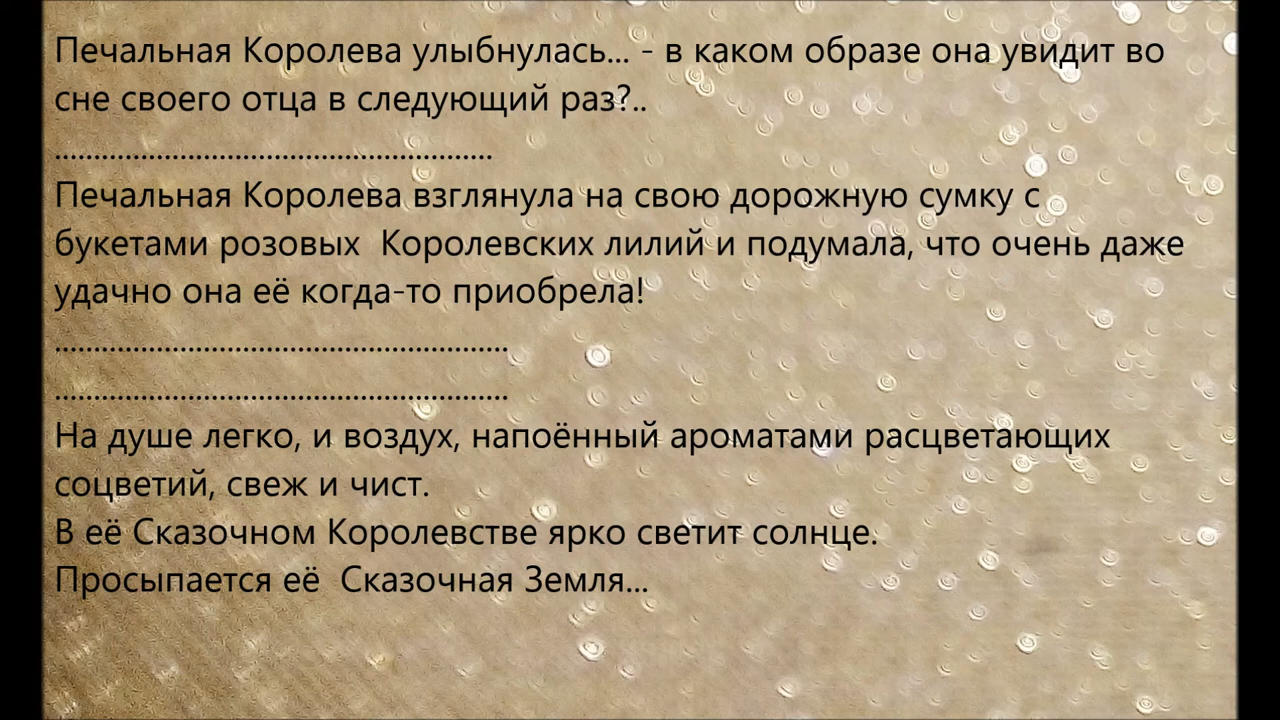 Печальная Королева улыбнулась... - в каком образе она увидит во
сне своего отца в следующий раз?..
........................................................
Печальная Королева взглянула на свою дорожную сумку с
букетами розовых  Королевских лилий и подумала, что очень даже
удачно она её когда-то приобрела!
..........................................................
..........................................................
На душе легко, и воздух, напоённый ароматами расцветающих
соцветий, свеж и чист.
В её Сказочном Королевстве ярко светит солнце.
Просыпается её  Сказочная Земля...